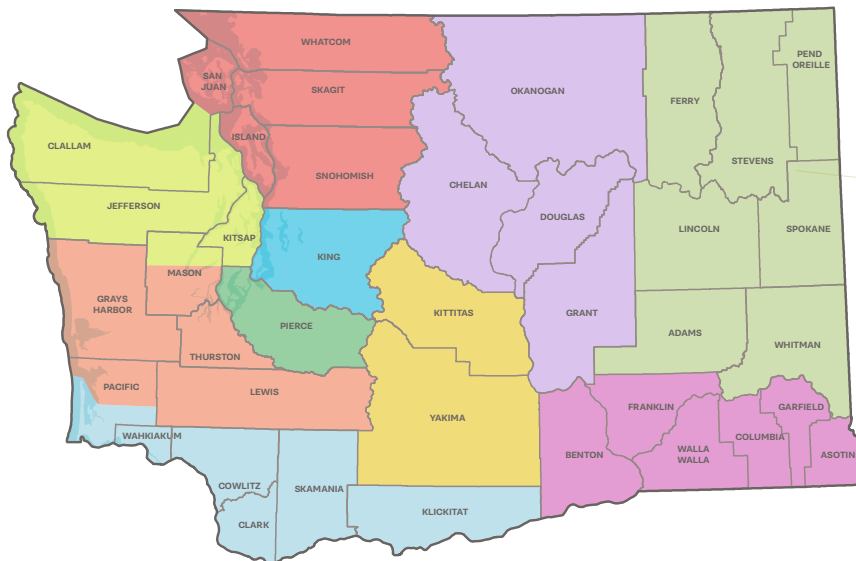 WHATCOM
PEND
OREILLE
SAN
JUAN
SKAGIT
OKANOGAN
FERRY
ISLAND
CLALLAM
STEVENS
SNOHOMISH
CHELAN
JEFFERSON
DOUGLAS
LINCOLN
SPOKANE
KITSAP
KING
MASON
GRAYS
HARBOR
KITTITAS
GRANT
PIERCE
ADAMS
WHITMAN
THURSTON
PACIFIC
LEWIS
FRANKLIN
GARFIELD
YAKIMA
WAHKIAKUM
COLUMBIA
WALLA
WALLA
BENTON
ASOTIN
COWLITZ
SKAMANIA
KLICKITAT
CLARK